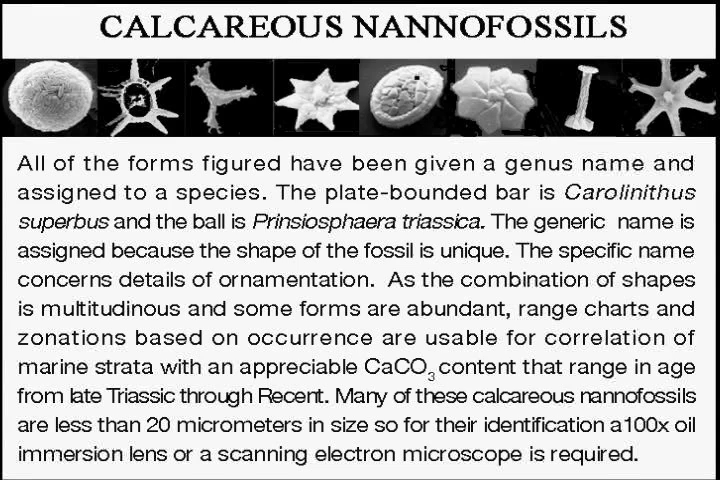 CALCAREOUS NANNOFOSSILS
All of the forms figured have been given a genus name and
assigned to a species. The plate-bounded bar is Carolinithus
superbus and the ball is Prinsiosphaera triassica. The generic name is
assigned because the shape of the fossil is unique. The specific name
concerns details of ornamentation. As the combination of shapes
is multitudinous and some forms are abundant, range charts and
zonations based on occurrence are usable for correlation of
marine strata with an appreciable CaCO3 content that range in age
from late Triassic through Recent. Many of these calcareous nannofossils
are less than 20 micrometers in size so for their identification a100x oil
immersion lens or a scanning electron microscope is required.